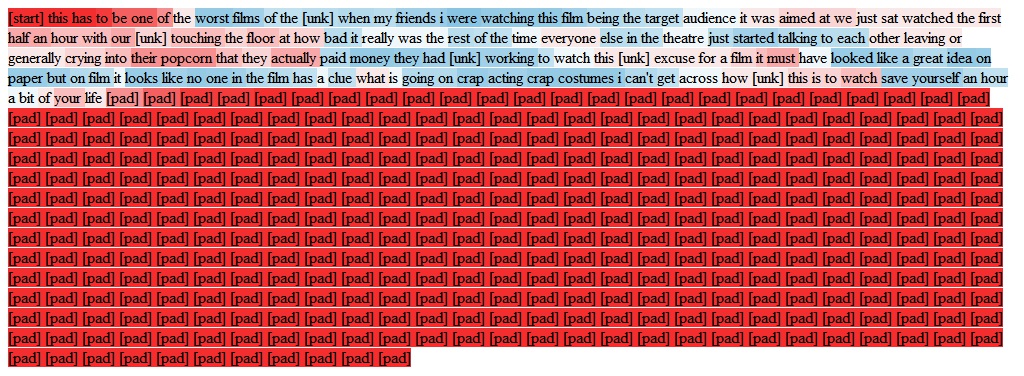 [start] this has to be one of the worst films of the [unk] when my friends i were watching this film being the target audience it was aimed at we just sat watched the first
half an hour with our [unk] touching the floor at how bad it really was the rest of the time everyone else in the theatre just started talking to each other leaving or
generally crying into their popcorn that they actually paid money they had [unk] working to watch this [unk] excuse for a film it must have looked like a great idea on
paper but on film it looks like no one in the film has a clue what is going on crap acting crap costumes i can't get across how [unk] this is to watch save yourself an hour
a bit of your life [pad] [pad] [pad] [pad] [pad] [pad] [pad] [pad] [pad] [pad] [pad] [pad] [pad] [pad] [pad] [pad] [pad] [pad] [pad] [pad] [pad] [pad] [pad] [pad]
[pad] [pad] [pad] [pad] [pad] [pad] [pad] [pad] [pad] [pad] [pad] [pad] [pad] [pad] [pad] [pad] [pad] [pad] [pad] [pad] [pad] [pad] [pad] [pad] [pad] [pad] [pad]
[pad] [pad] [pad] [pad] [pad] [pad] [pad] [pad] [pad] [pad] [pad] [pad] [pad] [pad] [pad] [pad] [pad] [pad] [pad] [pad] [pad] [pad] [pad] [pad] [pad] [pad] [pad]
[pad] [pad] [pad] [pad] [pad] [pad] [pad] [pad] [pad] [pad] [pad] [pad] [pad] [pad] [pad] [pad] [pad] [pad] [pad] [pad] [pad] [pad] [pad] [pad] [pad] [pad] [pad]
[pad] [pad] [pad] [pad] [pad] [pad] [pad] [pad] [pad] [pad] [pad] [pad] [pad] [pad] [pad] [pad] [pad] [pad] [pad] [pad] [pad] [pad] [pad] [pad] [pad] [pad] [pad]
[pad] [pad] [pad] [pad] [pad] [pad] [pad] [pad] [pad] [pad] [pad] [pad] [pad] [pad] [pad] [pad] [pad] [pad] [pad] [pad] [pad] [pad] [pad] [pad] [pad] [pad] [pad]
[pad] [pad] [pad] [pad] [pad] [pad] [pad] [pad] [pad] [pad] [pad] [pad] [pad] [pad] [pad] [pad] [pad] [pad] [pad] [pad] [pad] [pad] [pad] [pad] [pad] [pad] [pad]
[pad] [pad] [pad] [pad] [pad] [pad] [pad] [pad] [pad] [pad] [pad] [pad] [pad] [pad] [pad] [pad] [pad] [pad] [pad] [pad] [pad] [pad] [pad] [pad] [pad] [pad] [pad]
[pad] [pad] [pad] [pad] [pad] [pad] [pad] [pad] [pad] [pad] [pad] [pad] [pad] [pad] [pad] [pad] [pad] [pad] [pad] [pad] [pad] [pad] [pad] [pad] [pad] [pad] [pad]
[pad] [pad] [pad] [pad] [pad] [pad] [pad] [pad] [pad] [pad] [pad] [pad] [pad] [pad] [pad] [pad] [pad] [pad] [pad] [pad] [pad] [pad] [pad] [pad] [pad] [pad] [pad]
[pad] [pad] [pad] [pad] [pad] [pad] [pad] [pad] [pad] [pad] [pad] [pad] [pad] [pad] [pad] [pad] [pad] [pad] [pad] [pad] [pad] [pad] [pad] [pad] [pad] [pad] [pad]
[pad] [pad] [pad] [pad] [pad] [pad] [pad] [pad] [pad] [pad] [pad] [pad] [pad] [pad] [pad] [pad] [pad] [pad] [pad] [pad] [pad] [pad] [pad] [pad] [pad] [pad] [pad]
[pad] [pad] [pad] [pad] [pad] [pad] [pad] [pad] [pad] [pad] [pad] [pad] [pad] [pad] [pad] [pad] [pad] [pad] [pad] [pad] [pad] [pad] [pad] [pad] [pad] [pad] [pad]
[pad] [pad] [pad] [pad] [pad] [pad] [pad] [pad] [pad] [pad] [pad]